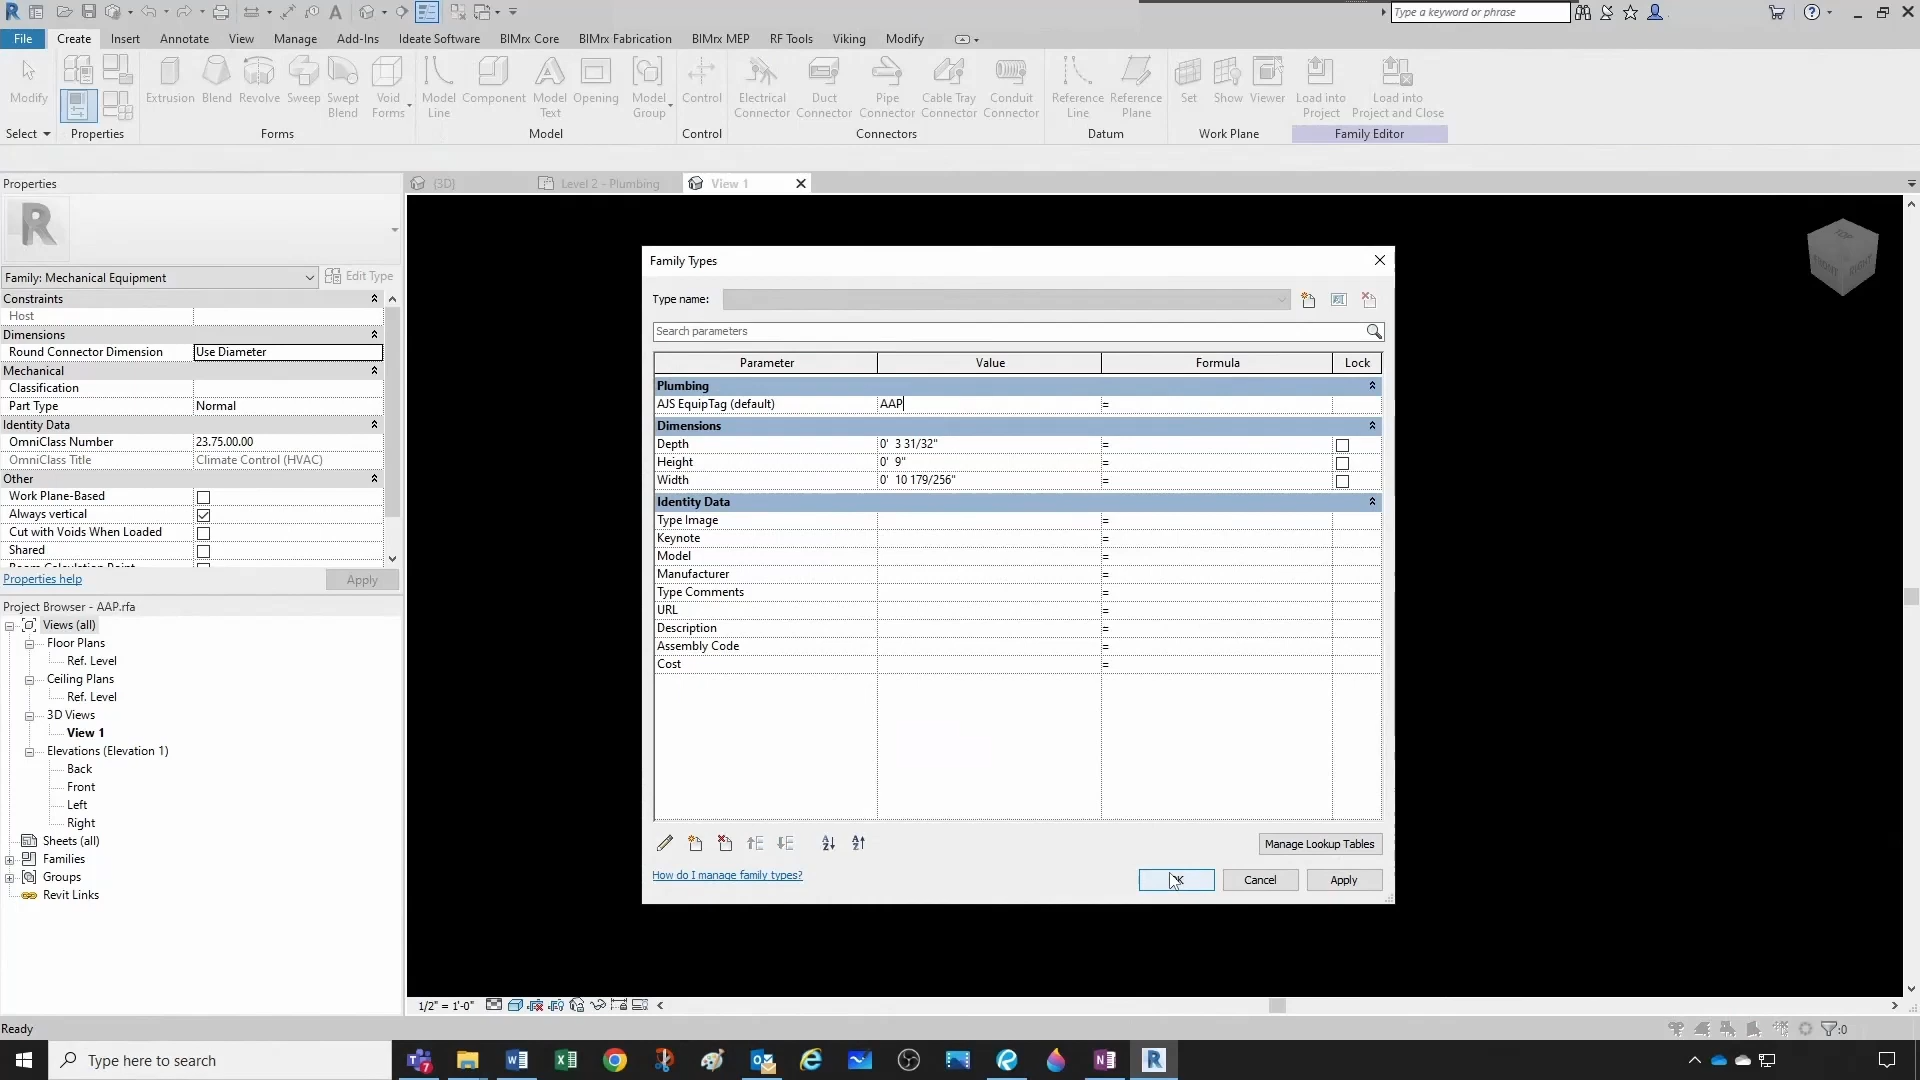 Type a keyword or phrase
File Create Insert Annotate View Manage Add-Ins Ideate Software BIMrx Core BIMrx Fabrication BIMrx MEP RF Tools Viking Modify
Modify Extrusion Blend Revolve Sweep Swept Blend Void Forms Model Line Component Model Text Opening Model Group Control Electrical Connector Duct Connector Pipe Connector Cable Tray Connector Conduit Connector Reference Line Reference Plane Set Show Viewer Load into Project Load into Project and Close
Select Properties Forms Model Control Connectors Datum Work Plane Family Editor
Properties
(3D) Level 2 - Plumbing View 1
Family: Mechanical Equipment Edit Type
Constraints
Host
Dimensions
Round Connector Dimension Use Diameter
Mechanical
Classification
Part Type Normal
Identity Data
OmniClass Number 23.75.00.00
OmniClass Title Climate Control (HVAC)
Other
Work Plane-Based
Always vertical
Cut with Voids When Loaded
Shared
Room Calculation Point
Properties help Apply
Project Browser - AAP.rfa
Views (all)
Floor Plans
Ref. Level
Ceiling Plans
Ref. Level
3D Views
View 1
Elevations (Elevation 1)
Back
Front
Left
Right
Sheets (all)
Families
Groups
Revit Links
TOP
FRONT RIGHT
Family Types
Type name:
Search parameters
Parameter Value Formula Lock
Plumbing
AJS EquipTag (default) AAP =
Dimensions
Depth 0' 3 31/32" =
Height 0' 9" =
Width 0' 10 179/256" =
Identity Data
Type Image =
Keynote =
Model =
Manufacturer =
Type Comments =
URL =
Description =
Assembly Code =
Cost =
Manage Lookup Tables
How do I manage family types?
Cancel Apply
1/2" = 1'-0"
Ready
:0
Type here to search
7